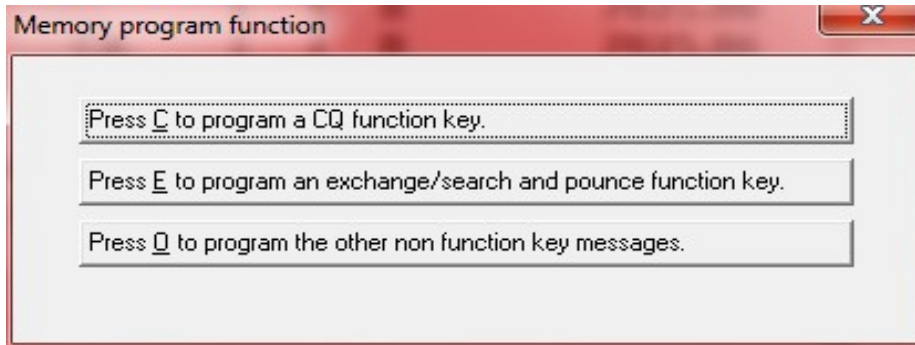 Memory program function
Press C to program a CQ function key.
Press E to program an exchange/search and pounce function key.
Press O to program the other non function key messages.